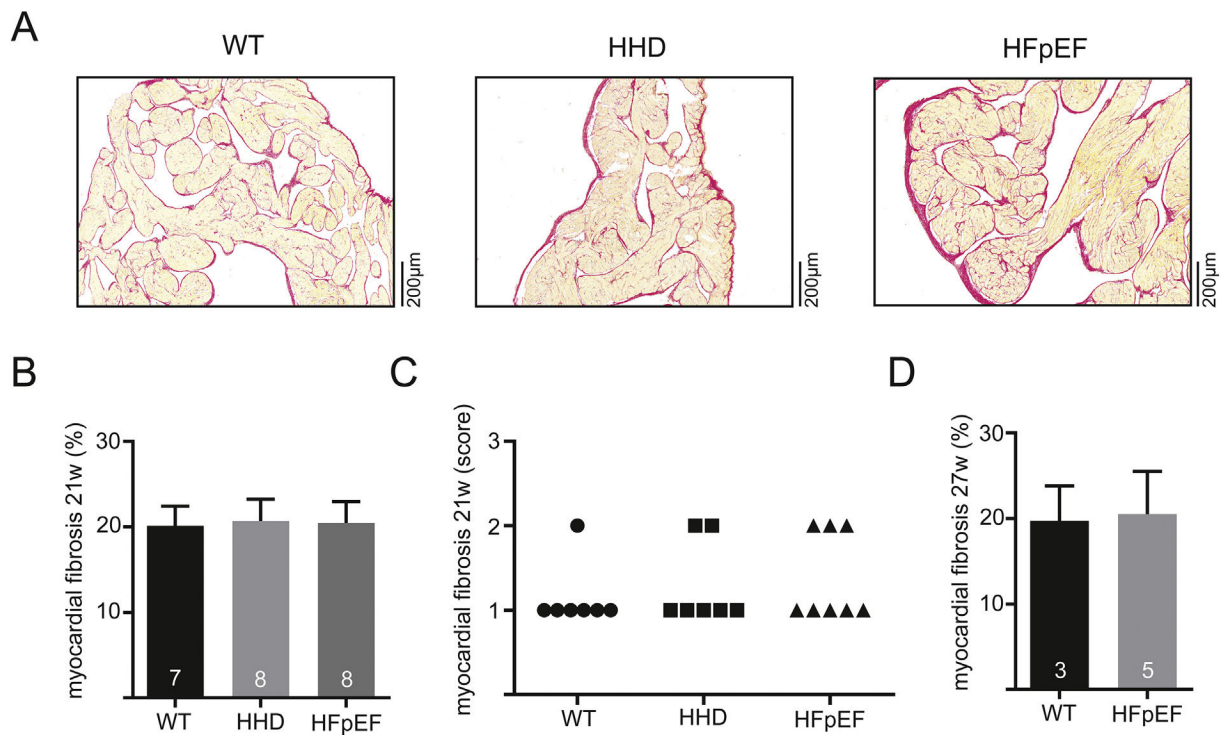 A
WT
HHD
HFpEF
200µm
200µm
200µm
B
myocardial fibrosis 21w (%)
30
20
10
7
8
8
WT
HHD
HFpEF
C
myocardial fibrosis 21w (score)
3
2
1
WT
HHD
HFpEF
D
myocardial fibrosis 27w (%)
30
20
10
3
5
WT
HFpEF